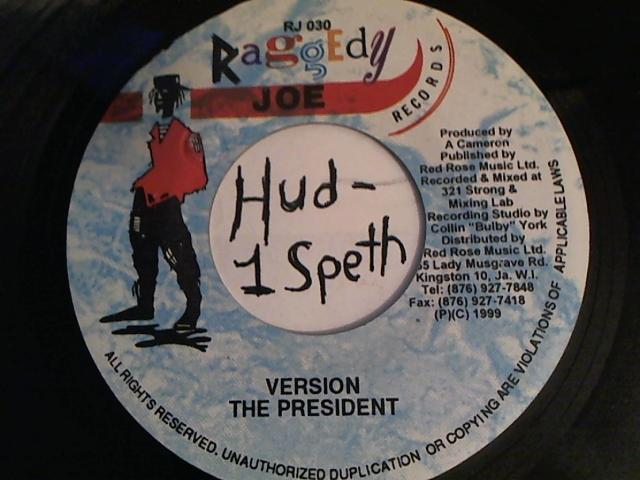 RJ 030
RaggEdy
JOE
RECORDS
Produced by
A Cameron
Published by
Red Rose Music Ltd.
Recorded & Mixed at
321 Strong &
Mixing Lab
Recording Studio by
Collin "Bulby" York
Distributed by
Red Rose Music Ltd.
55 Lady Musgrave Rd.
Kingston 10, Ja. W.I.
Tel: (876) 927-7848
Fax: (876) 927-7418
(P)(C) 1999
Hud-
1 Speth
VERSION
THE PRESIDENT
ALL RIGHTS RESERVED. UNAUTHORIZED DUPLICATION OR COPYING ARE VIOLATIONS OF APPLICABLE LAWS